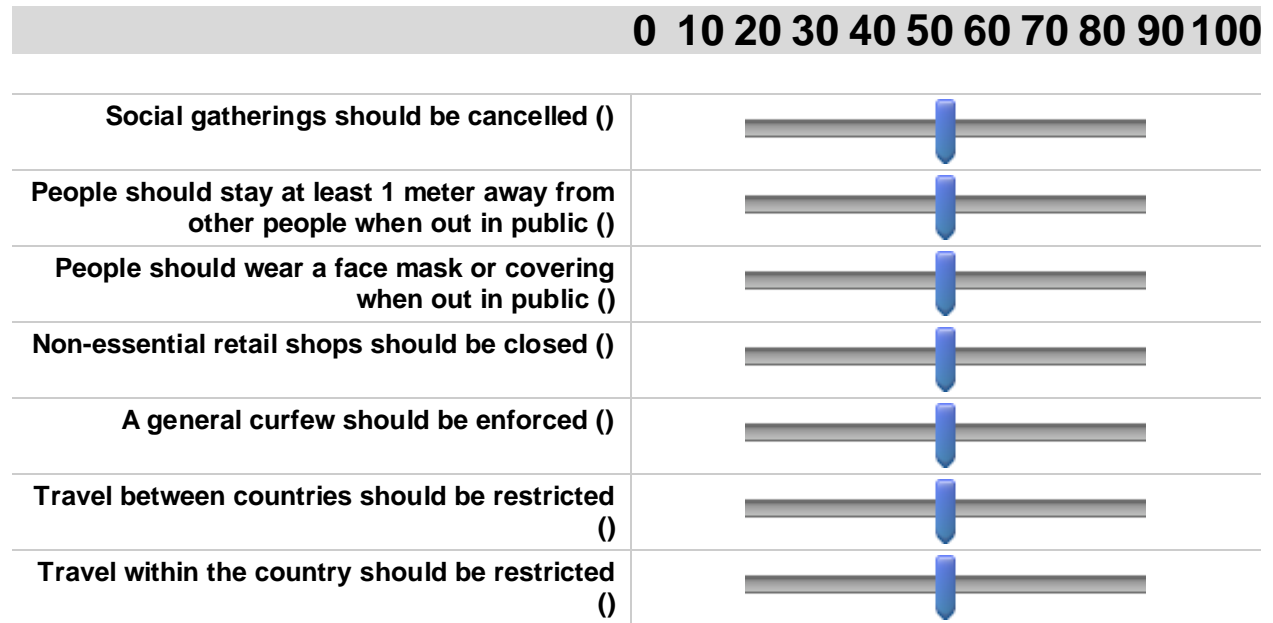 0 10 20 30 40 50 60 70 80 90 100
Social gatherings should be cancelled ()
People should stay at least 1 meter away from
other people when out in public ()
People should wear a face mask or covering
when out in public ()
Non-essential retail shops should be closed ()
A general curfew should be enforced ()
Travel between countries should be restricted
()
Travel within the country should be restricted
()